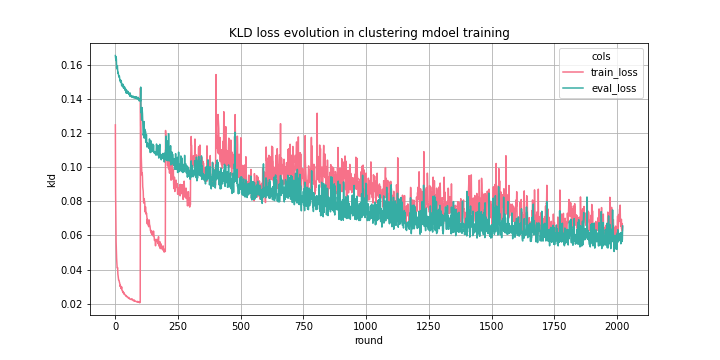 KLD loss evolution in clustering mdoel training
cols
train_loss
eval_loss
kld
0.16
0.14
0.12
0.10
0.08
0.06
0.04
0.02
0 250 500 750 1000 1250 1500 1750 2000
round